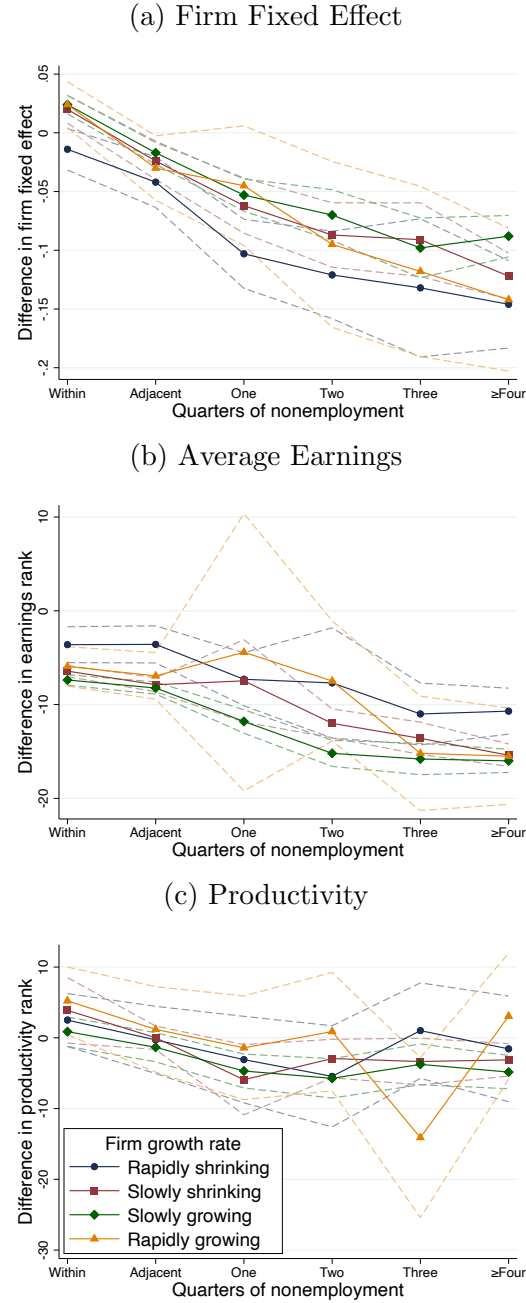 (a) Firm Fixed Effect
Difference in firm fixed effect
.05
0
-.05
-.1
-.15
-.2
Within Adjacent One Two Three ≥Four
Quarters of nonemployment
(b) Average Earnings
Difference in earnings rank
10
0
-10
-20
Within Adjacent One Two Three ≥Four
Quarters of nonemployment
(c) Productivity
Difference in productivity rank
10
0
-10
-20
-30
Firm growth rate
Rapidly shrinking
Slowly shrinking
Slowly growing
Rapidly growing
Within Adjacent One Two Three ≥Four
Quarters of nonemployment